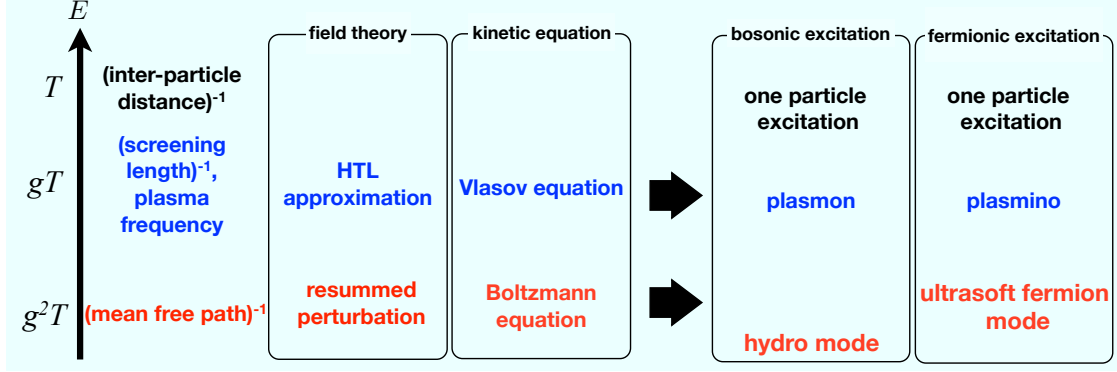 E
field theory
kinetic equation
bosonic excitation
fermionic excitation
T
(inter-particle
distance)⁻¹
one particle
excitation
one particle
excitation
gT
(screening
length)⁻¹,
plasma
frequency
HTL
approximation
Vlasov equation
plasmon
plasmino
g²T
(mean free path)⁻¹
resummed
perturbation
Boltzmann
equation
hydro mode
ultrasoft fermion
mode